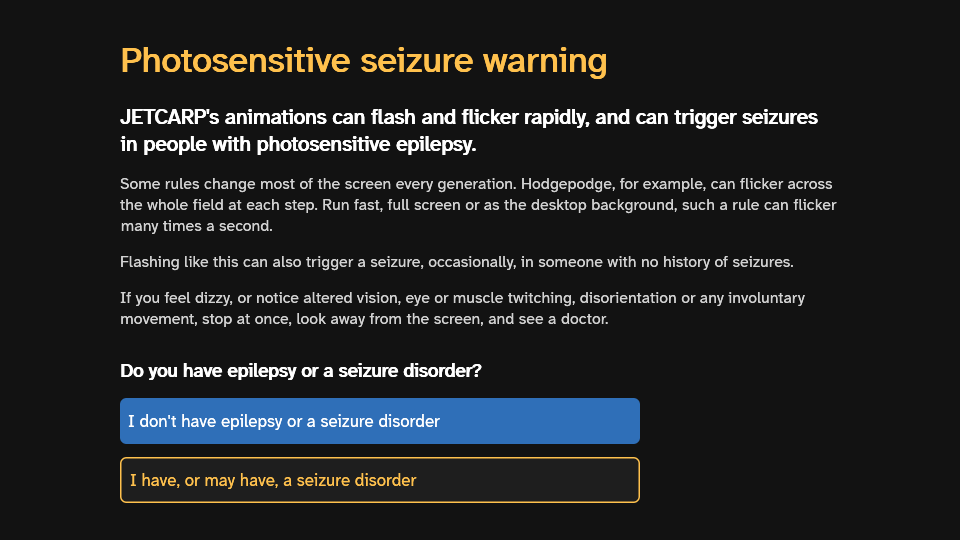 Photosensitive seizure warning
JETCARP's animations can flash and flicker rapidly, and can trigger seizures
in people with photosensitive epilepsy.
Some rules change most of the screen every generation. Hodgepodge, for example, can flicker across
the whole field at each step. Run fast, full screen or as the desktop background, such a rule can flicker
many times a second.
Flashing like this can also trigger a seizure, occasionally, in someone with no history of seizures.
If you feel dizzy, or notice altered vision, eye or muscle twitching, disorientation or any involuntary
movement, stop at once, look away from the screen, and see a doctor.
Do you have epilepsy or a seizure disorder?
I don't have epilepsy or a seizure disorder
I have, or may have, a seizure disorder